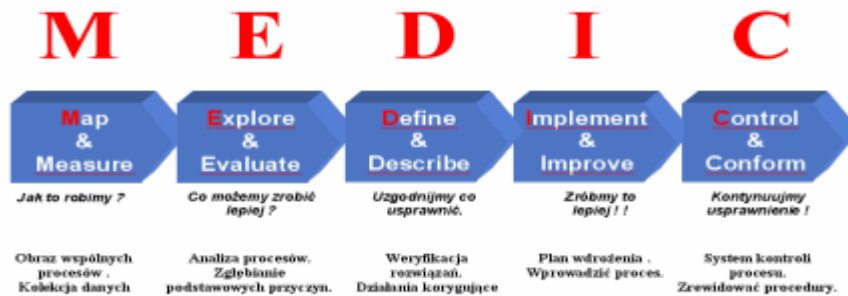 M E D I C
Map
&
Measure
Explore
&
Evaluate
Define
&
Describe
Implement
&
Improve
Control
&
Conform
Jak to robimy ?
Co możemy zrobić
lepiej ?
Uzgodnijmy co
usprawnić.
Zróbmy to
lepiej ! !
Kontynuujmy
usprawnienie !
Obraz wspólnych
procesów .
Kolekcja danych
Analiza procesów.
Zgłębianie
podstawowych przyczyn.
Weryfikacja
rozwiązań.
Działania korygujące
Plan wdrożenia .
Wprowadzić proces.
System kontroli
procesu.
Zrewidować procedury.